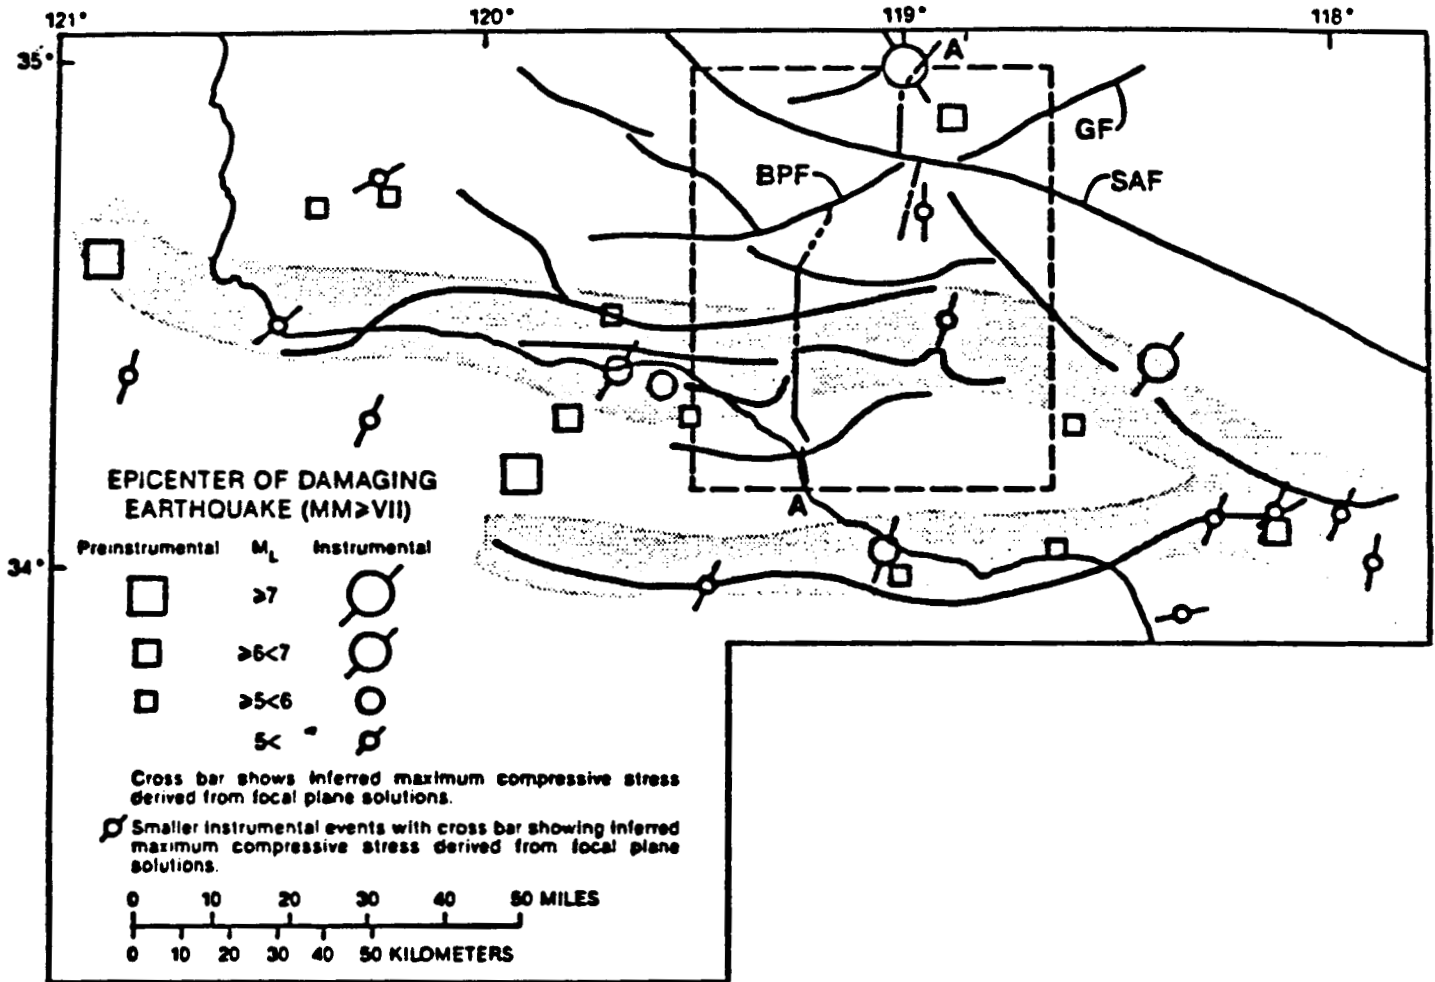 121° 120° 119° 118°
35°
A
GF
BPF
SAF
A
EPICENTER OF DAMAGING
EARTHQUAKE (MM≥VII)
Preinstrumental M_L Instrumental
34°
≥7
≥6<7
≥5<6
5<
Cross bar shows inferred maximum compressive stress
derived from focal plane solutions.
Smaller instrumental events with cross bar showing inferred
maximum compressive stress derived from focal plane
solutions.
0 10 20 30 40 50 MILES
0 10 20 30 40 50 KILOMETERS